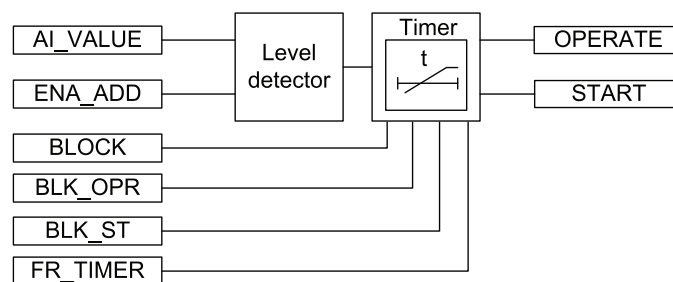 AI_VALUE
ENA_ADD
BLOCK
BLK_OPR
BLK_ST
FR_TIMER
Level
detector
Timer
t
OPERATE
START